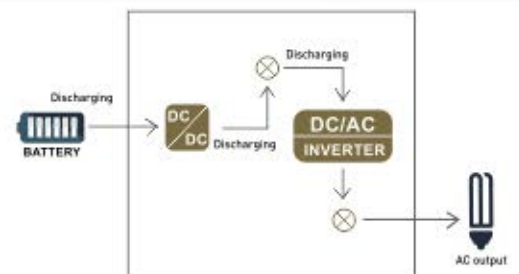 Discharging
Discharging
BATTERY
DC
DC
Discharging
DC/AC
INVERTER
AC output